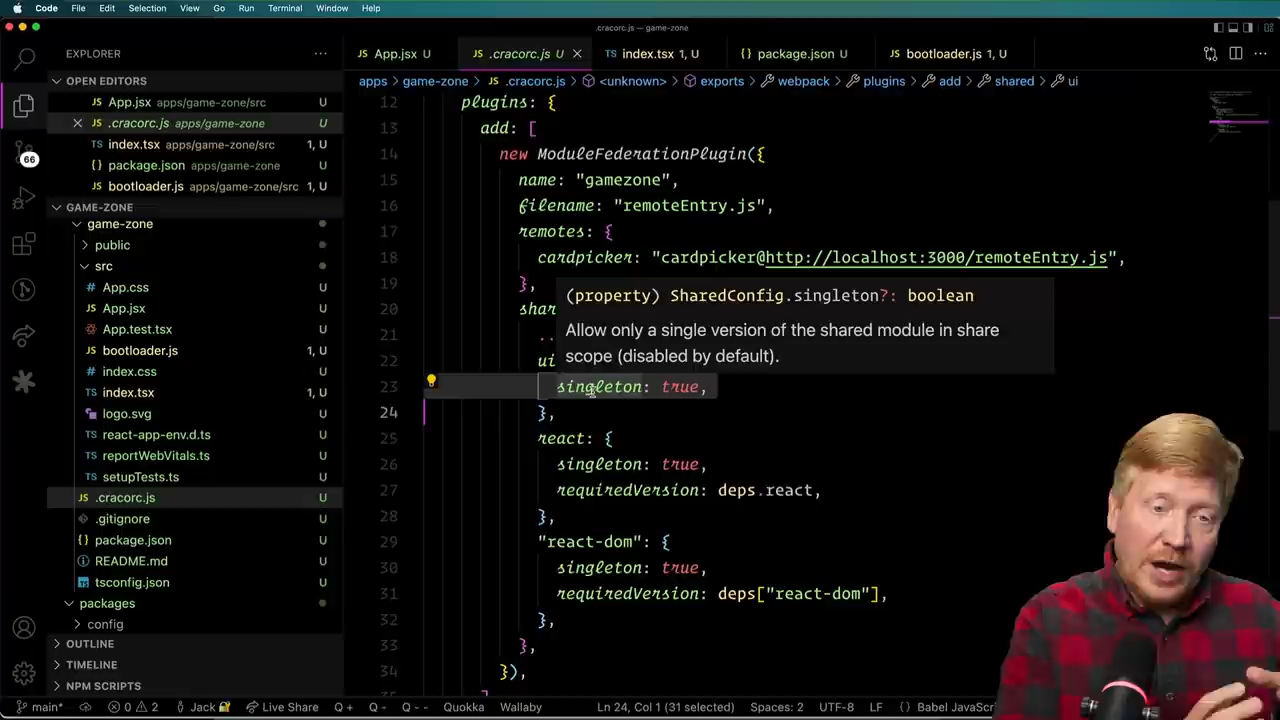 Code File Edit Selection View Go Run Terminal Window Help
.cracorc.js — game-zone
EXPLORER
App.jsx U
.cracorc.js U
index.tsx 1, U
package.json U
bootloader.js 1, U
OPEN EDITORS
apps game-zone .cracorc.js <unknown> exports webpack plugins add shared ui
App.jsx apps/game-zone/src U
.cracorc.js apps/game-zone U
index.tsx apps/game-zone/src 1, U
package.json apps/game-zone U
bootloader.js apps/game-zone/src 1, U
66
GAME-ZONE
game-zone
public
src
App.css U
App.jsx U
App.test.tsx U
bootloader.js 1, U
index.css U
index.tsx 1, U
logo.svg U
react-app-env.d.ts U
reportWebVitals.ts U
setupTests.ts U
.cracorc.js U
.gitignore U
package.json U
README.md U
tsconfig.json U
packages
config
OUTLINE
TIMELINE
NPM SCRIPTS
12 plugins: {
13 add: [
14 new ModuleFederationPlugin({
15 name: "gamezone",
16 filename: "remoteEntry.js",
17 remotes: {
18 cardpicker: "cardpicker@http://localhost:3000/remoteEntry.js",
19 },
20 shar
21 ..
22 ui
(property) SharedConfig.singleton?: boolean
Allow only a single version of the shared module in share
scope (disabled by default).
23 singleton: true,
24 },
25 react: {
26 singleton: true,
27 requiredVersion: deps.react,
28 },
29 "react-dom": {
30 singleton: true,
31 requiredVersion: deps["react-dom"],
32 },
33 },
34 }),
]
main* 0 2 Jack Live Share Q + Q - Q -- Quokka Wallaby Ln 24, Col 1 (31 selected) Spaces: 2 UTF-8 LF {} Babel JavaScri